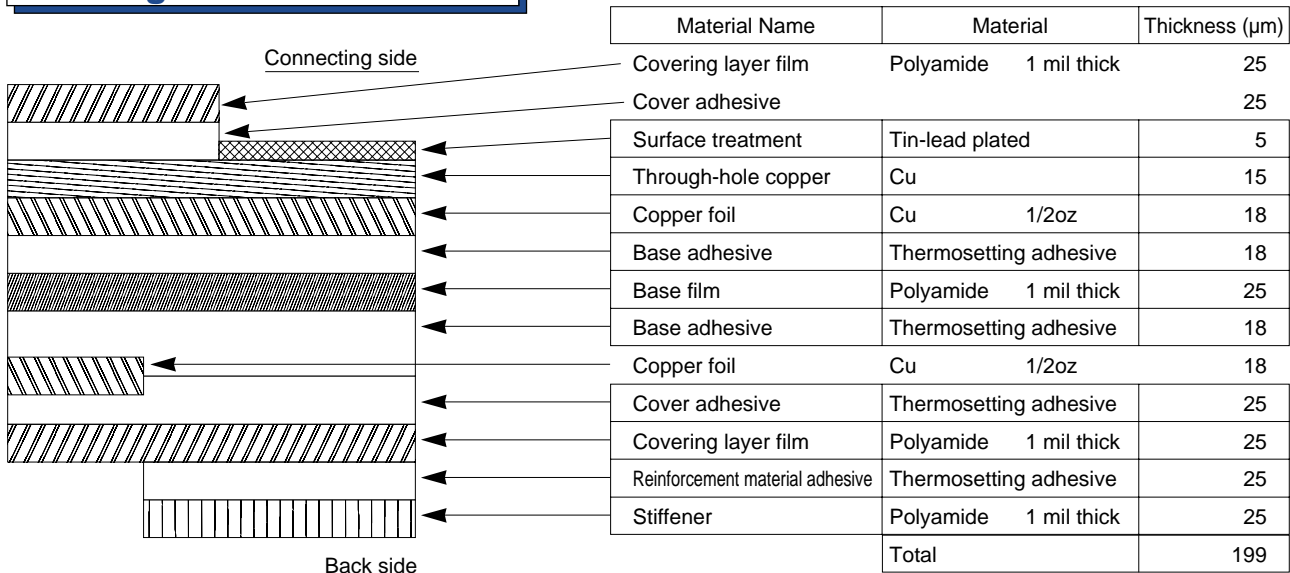 Material Name Material Thickness (µm)
Connecting side
Covering layer film Polyamide 1 mil thick 25
Cover adhesive 25
Surface treatment Tin-lead plated 5
Through-hole copper Cu 15
Copper foil Cu 1/2oz 18
Base adhesive Thermosetting adhesive 18
Base film Polyamide 1 mil thick 25
Base adhesive Thermosetting adhesive 18
Copper foil Cu 1/2oz 18
Cover adhesive Thermosetting adhesive 25
Covering layer film Polyamide 1 mil thick 25
Reinforcement material adhesive Thermosetting adhesive 25
Stiffener Polyamide 1 mil thick 25
Total 199
Back side